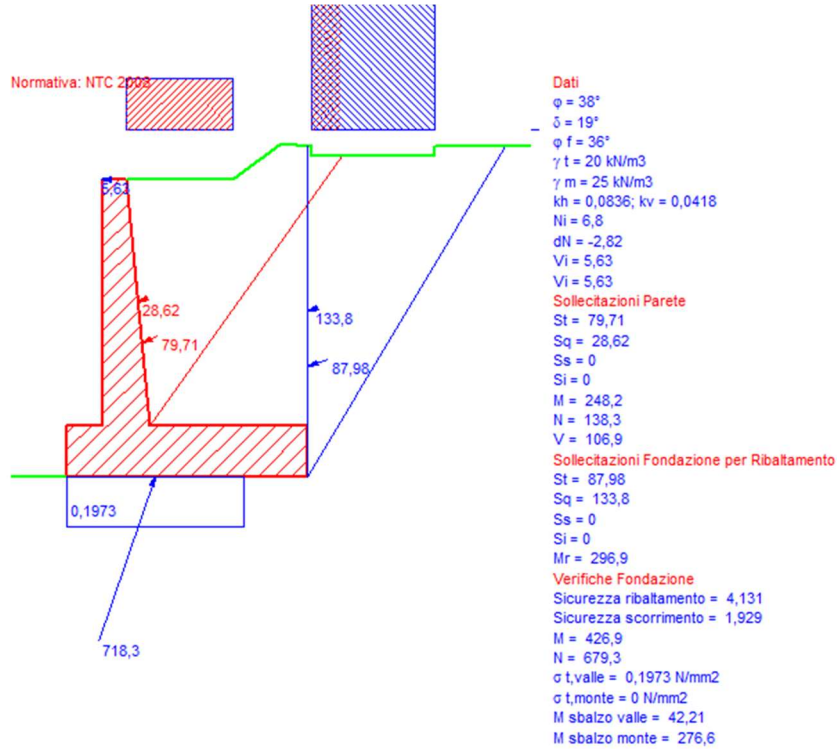 Normativa: NTC 2008
5,63
28,62
79,71
133,8
87,98
0,1973
718,3
Dati
φ = 38°
δ = 19°
φ f = 36°
γ t = 20 kN/m3
γ m = 25 kN/m3
kh = 0,0836; kv = 0,0418
Ni = 6,8
dN = -2,82
Vi = 5,63
Vi = 5,63
Sollecitazioni Parete
St = 79,71
Sq = 28,62
Ss = 0
Si = 0
M = 248,2
N = 138,3
V = 106,9
Sollecitazioni Fondazione per Ribaltamento
St = 87,98
Sq = 133,8
Ss = 0
Si = 0
Mr = 296,9
Verifiche Fondazione
Sicurezza ribaltamento = 4,131
Sicurezza scorrimento = 1,929
M = 426,9
N = 679,3
σ t,valle = 0,1973 N/mm2
σ t,monte = 0 N/mm2
M sbalzo valle = 42,21
M sbalzo monte = 276,6